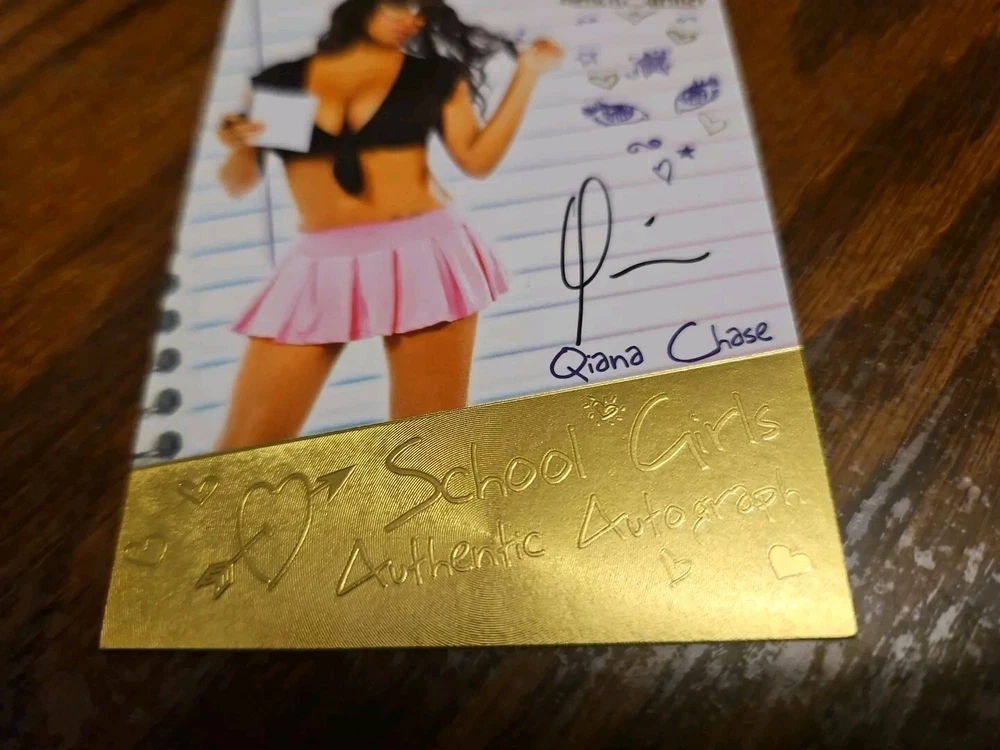 Qiana Chase
School Girls
Authentic Autograph